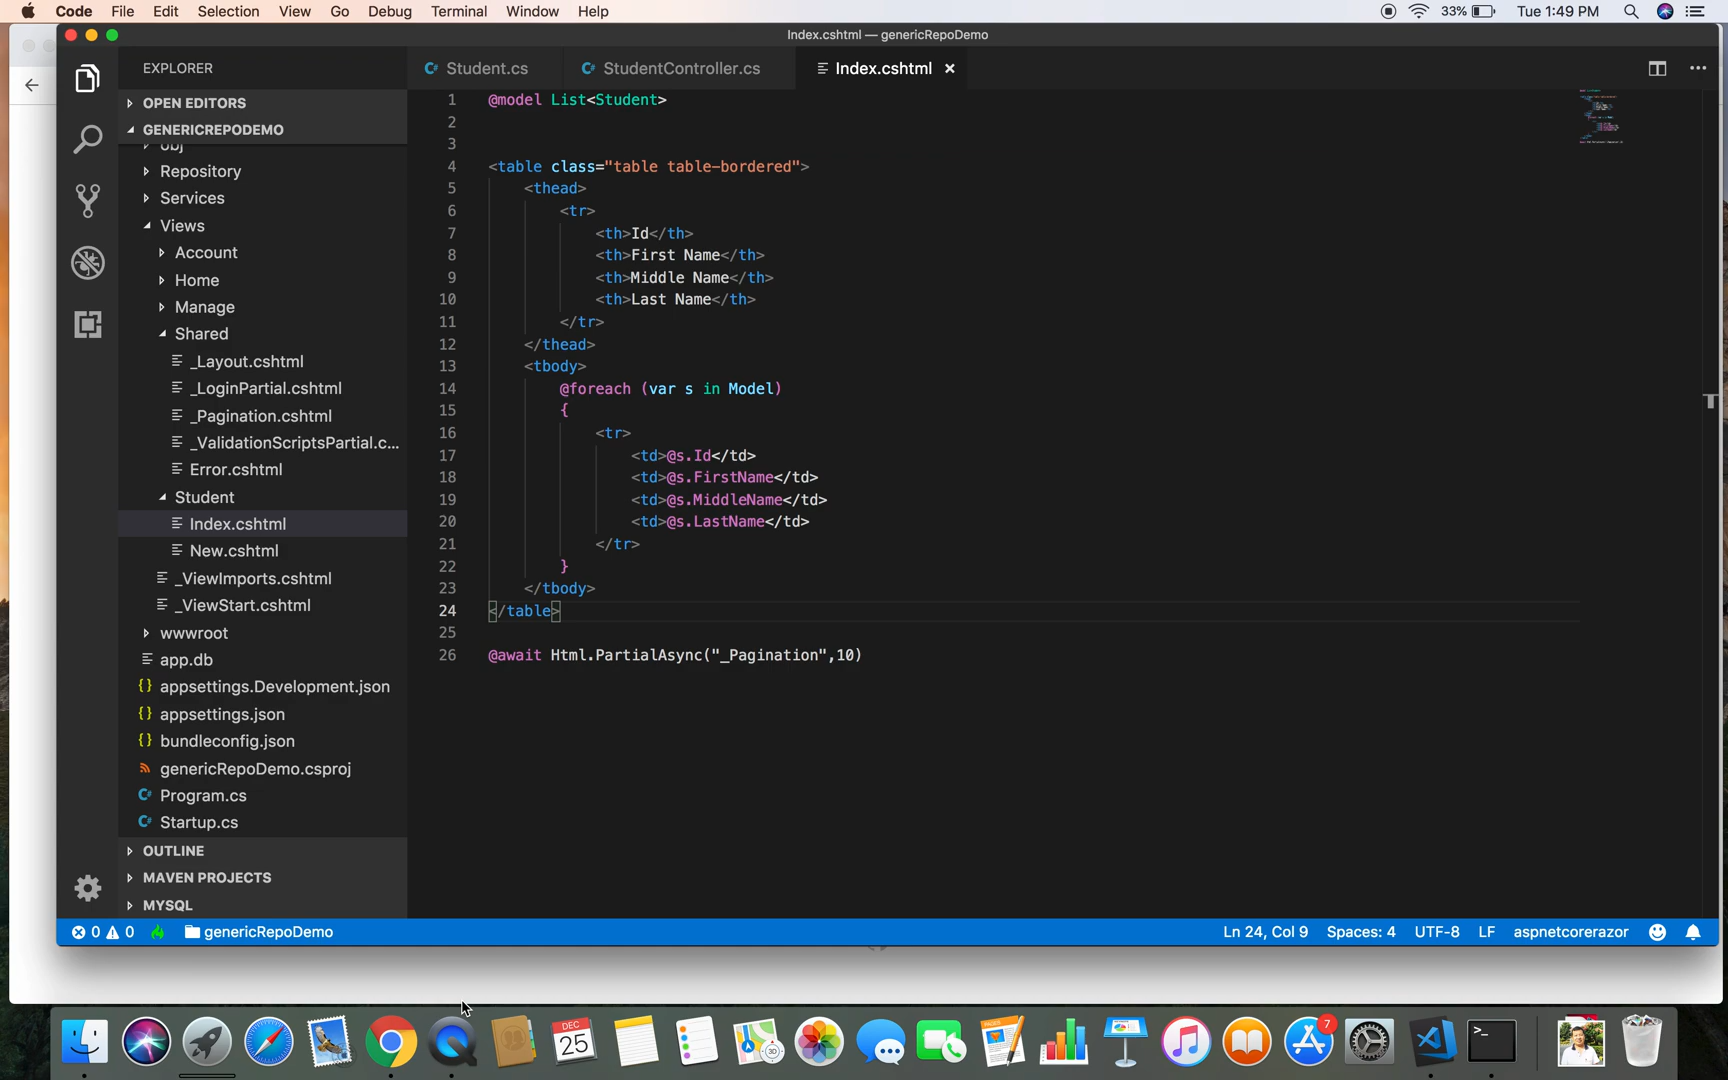 Code File Edit Selection View Go Debug Terminal Window Help 33% Tue 1:49 PM
Index.cshtml — genericRepoDemo
EXPLORER
OPEN EDITORS
GENERICREPODEMO
obj
Repository
Services
Views
Account
Home
Manage
Shared
_Layout.cshtml
_LoginPartial.cshtml
_Pagination.cshtml
_ValidationScriptsPartial.c...
Error.cshtml
Student
Index.cshtml
New.cshtml
_ViewImports.cshtml
_ViewStart.cshtml
wwwroot
app.db
{} appsettings.Development.json
{} appsettings.json
{} bundleconfig.json
genericRepoDemo.csproj
C# Program.cs
C# Startup.cs
OUTLINE
MAVEN PROJECTS
MYSQL
C# Student.cs C# StudentController.cs Index.cshtml ×
1 @model List<Student>
2
3
4 <table class="table table-bordered">
5 <thead>
6 <tr>
7 <th>Id</th>
8 <th>First Name</th>
9 <th>Middle Name</th>
10 <th>Last Name</th>
11 </tr>
12 </thead>
13 <tbody>
14 @foreach (var s in Model)
15 {
16 <tr>
17 <td>@s.Id</td>
18 <td>@s.FirstName</td>
19 <td>@s.MiddleName</td>
20 <td>@s.LastName</td>
21 </tr>
22 }
23 </tbody>
24 </table>
25
26 @await Html.PartialAsync("_Pagination",10)
0 0 genericRepoDemo Ln 24, Col 9 Spaces: 4 UTF-8 LF aspnetcorerazor
DEC
25
3D
7
>_